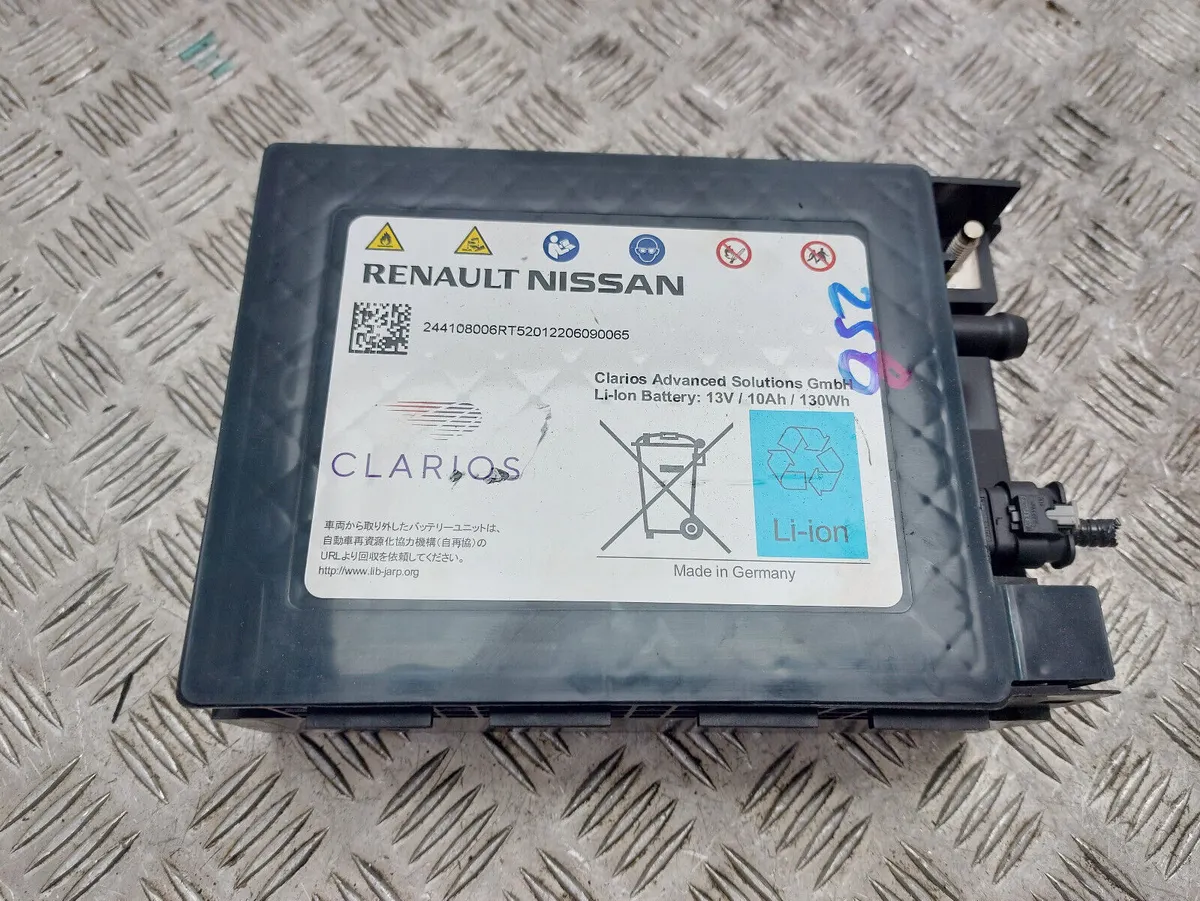 RENAULT NISSAN
244108006RT52012206090065
258
Clarios Advanced Solutions GmbH
Li-Ion Battery: 13V / 10Ah / 130Wh
CLARIOS
Li-ion
車両から取り外したバッテリーユニットは、
自動車再資源化協力機構(自再協)の
URLより回収を依頼してください。
http://www.lib-jarp.org
Made in Germany